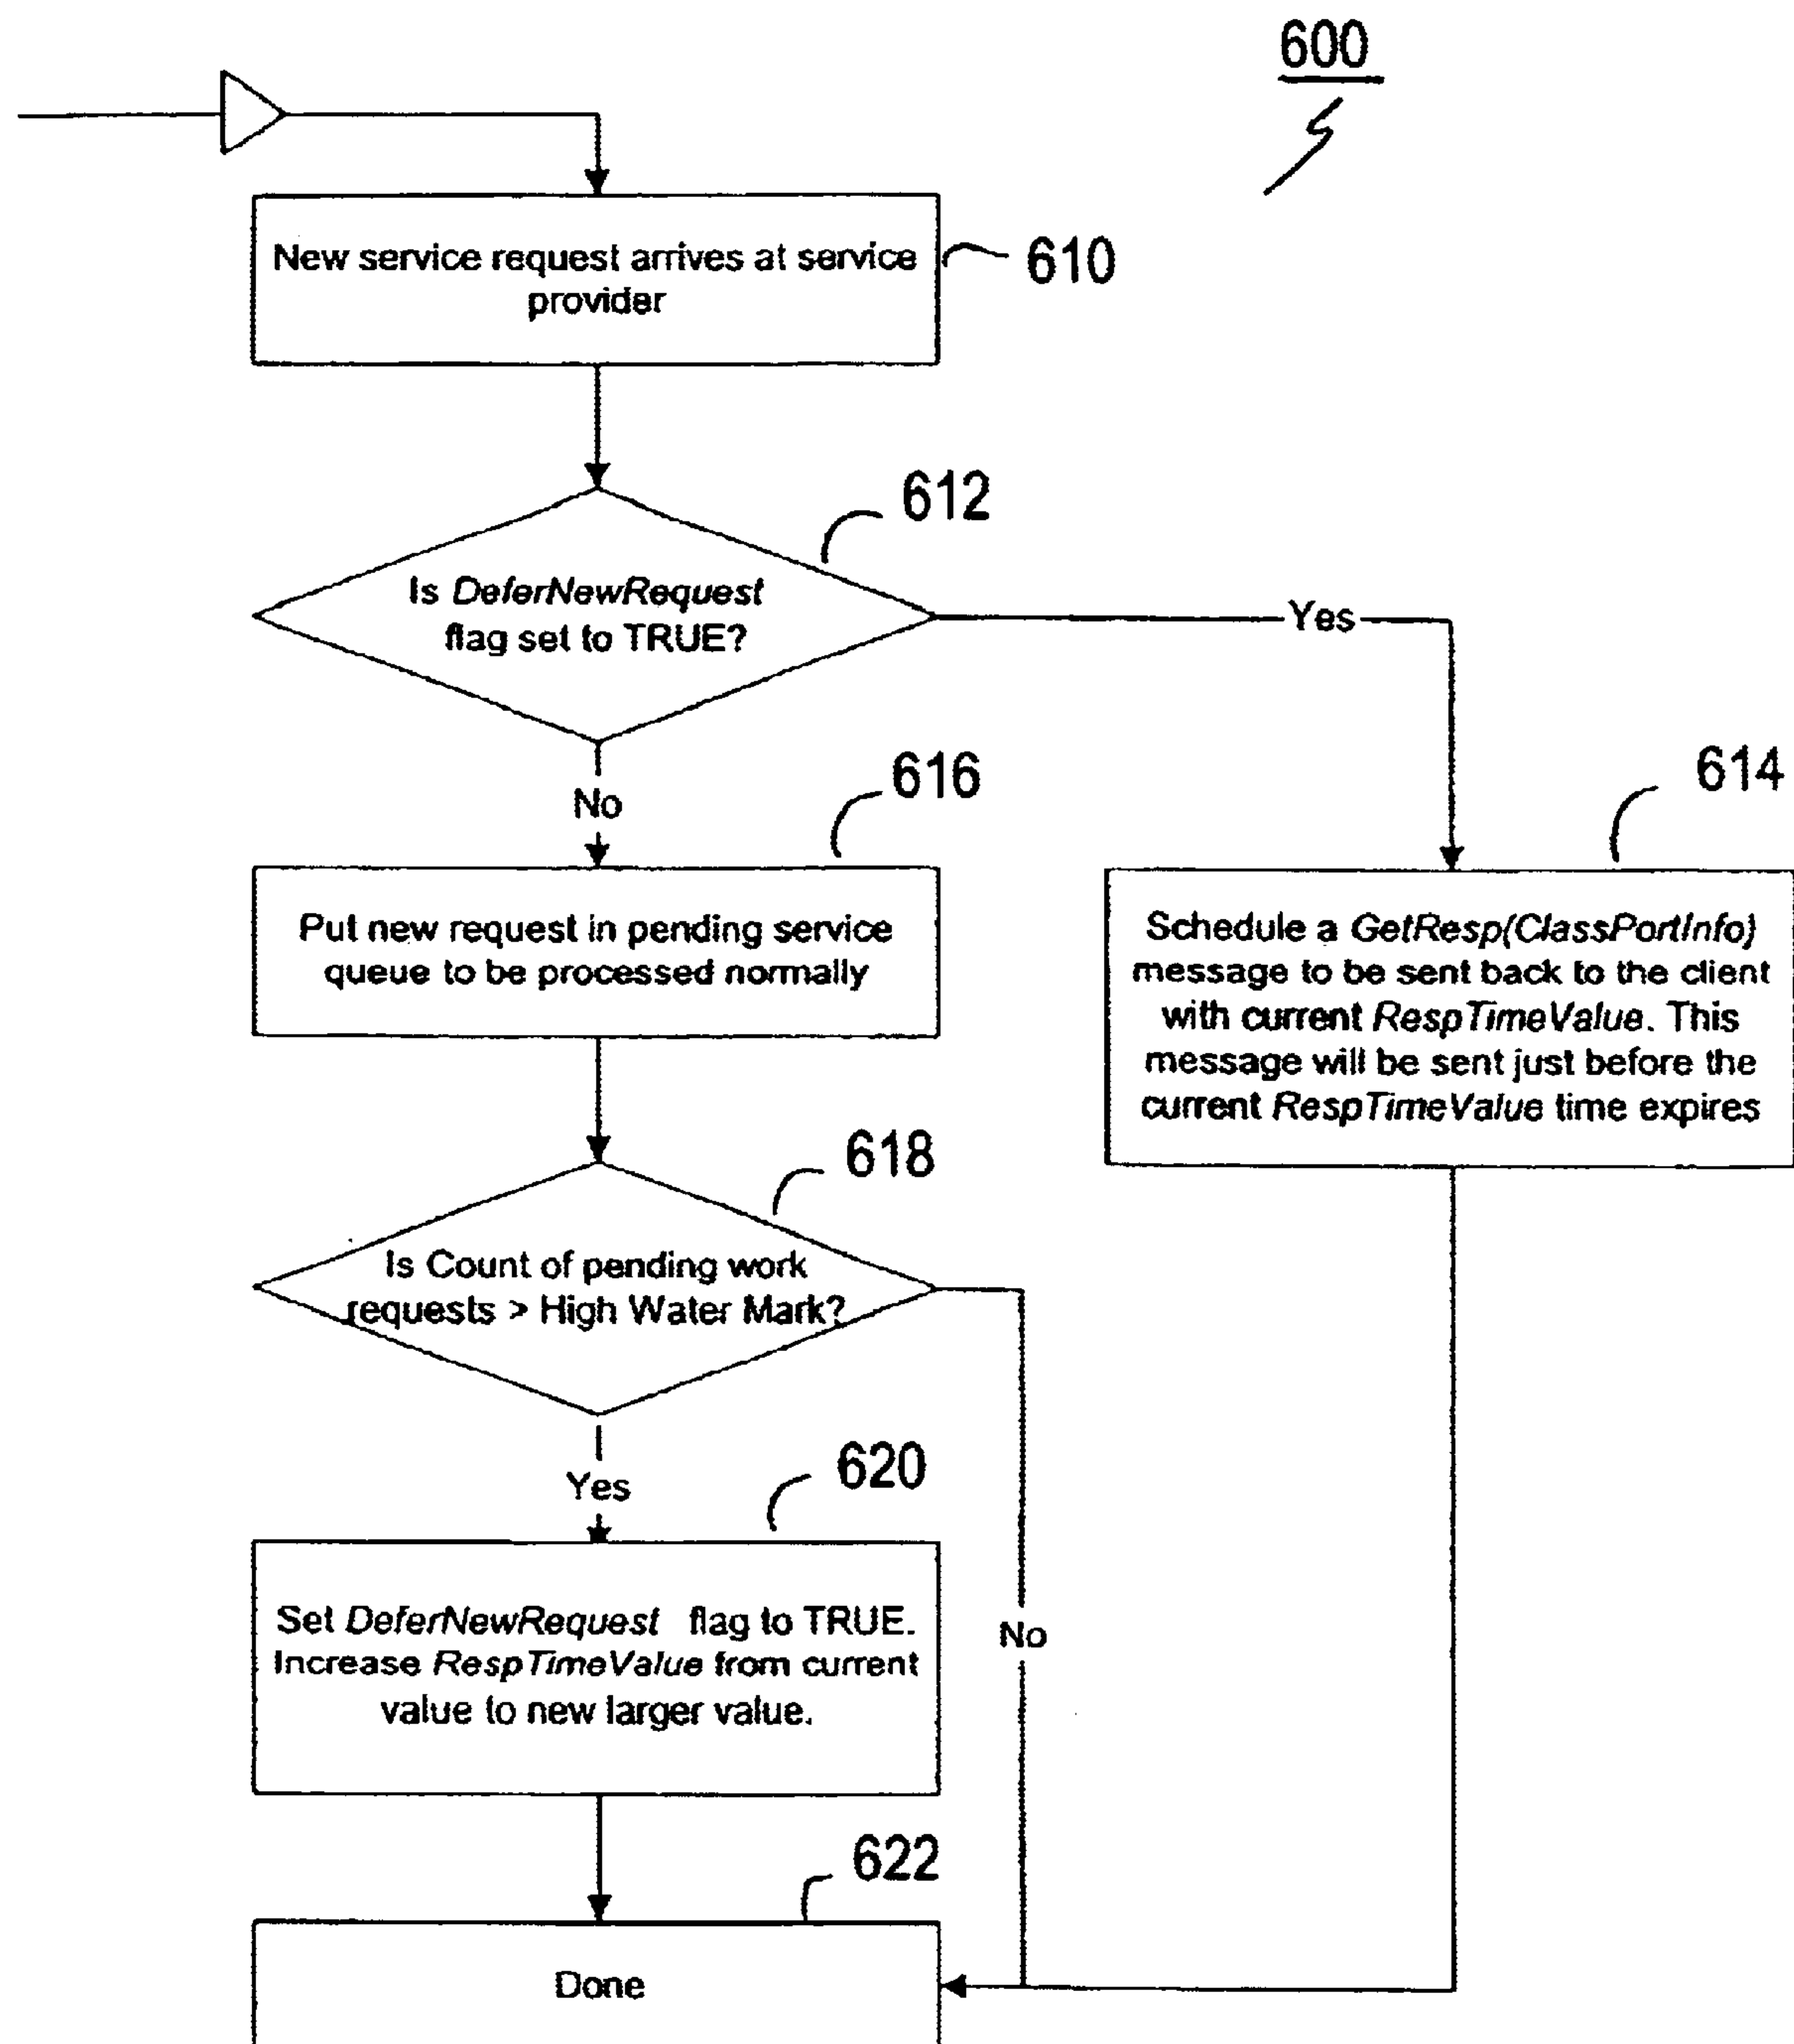 600
New service request arrives at service
provider
610
612
Is DeferNewRequest
flag set to TRUE?
Yes
No
616
614
Put new request in pending service
queue to be processed normally
Schedule a GetResp(ClassPortInfo)
message to be sent back to the client
with current RespTimeValue. This
message will be sent just before the
current RespTimeValue time expires
618
Is Count of pending work
requests > High Water Mark?
Yes
620
Set DeferNewRequest flag to TRUE.
Increase RespTimeValue from current
value to new larger value.
No
622
Done